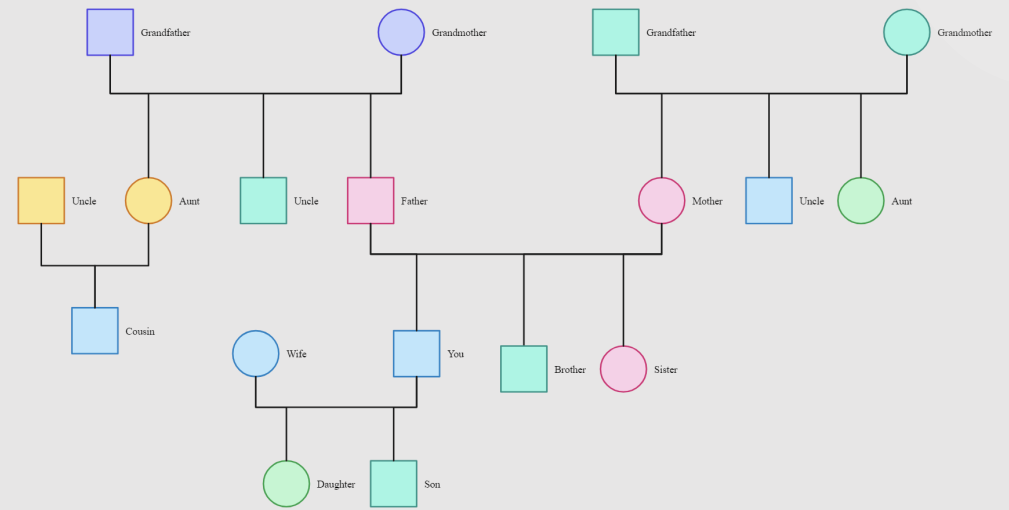 Grandfather
Grandmother
Grandfather
Grandmother
Uncle
Aunt
Uncle
Father
Mother
Uncle
Aunt
Cousin
Wife
You
Brother
Sister
Daughter
Son